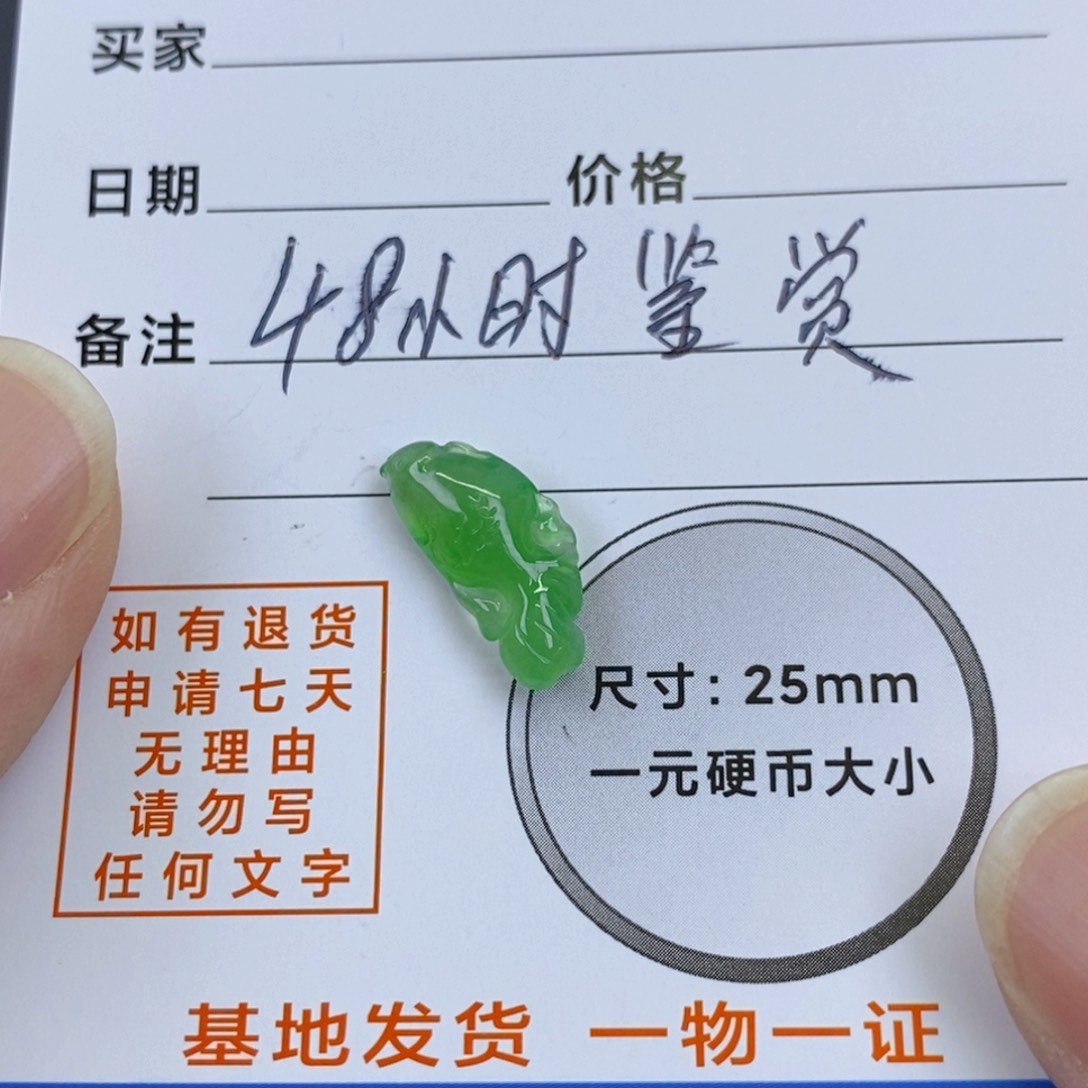 买家
日期 价格
备注 48小时鉴赏
如有退货
申请七天
无理由
请勿写
任何文字
尺寸：25mm
一元硬币大小
基地发货 一物一证